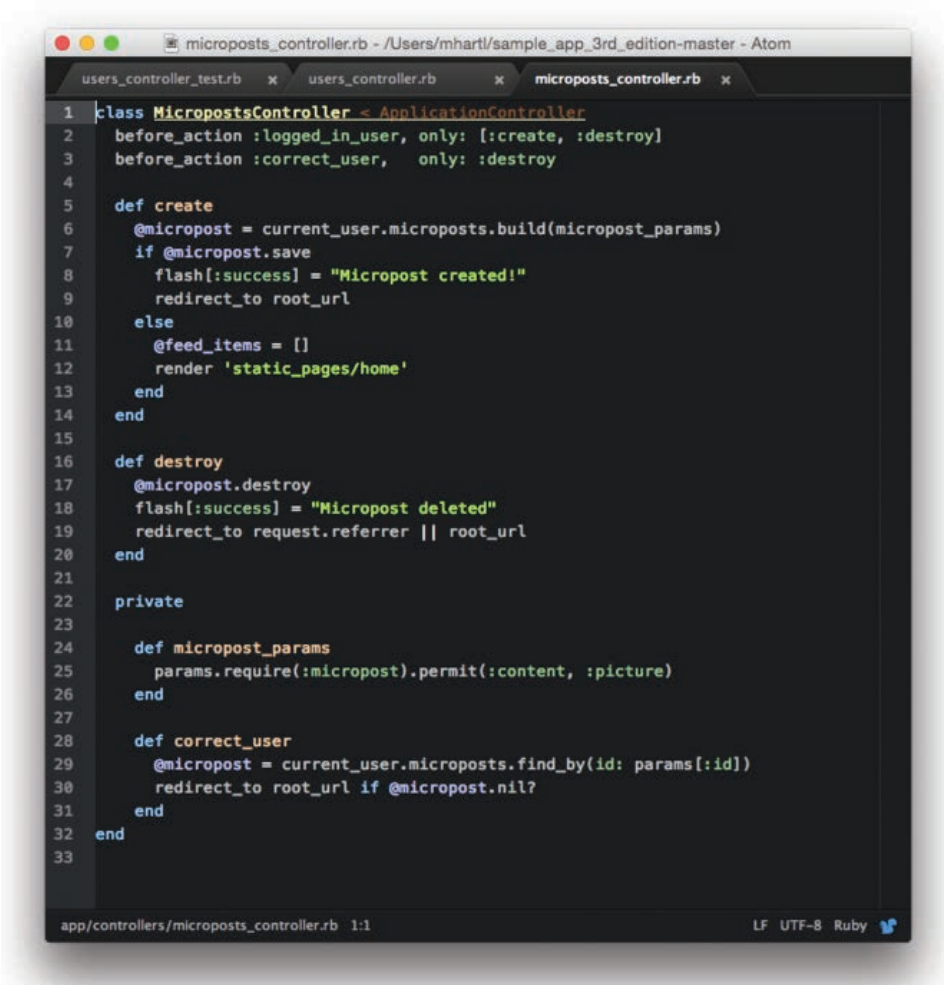 microposts_controller.rb - /Users/mhartl/sample_app_3rd_edition-master - Atom
users_controller_test.rb x users_controller.rb x microposts_controller.rb x
1 class MicropostsController < ApplicationController
2   before_action :logged_in_user, only: [:create, :destroy]
3   before_action :correct_user,   only: :destroy
4
5   def create
6     @micropost = current_user.microposts.build(micropost_params)
7     if @micropost.save
8       flash[:success] = "Micropost created!"
9       redirect_to root_url
10     else
11       @feed_items = []
12       render 'static_pages/home'
13     end
14   end
15
16   def destroy
17     @micropost.destroy
18     flash[:success] = "Micropost deleted"
19     redirect_to request.referrer || root_url
20   end
21
22   private
23
24     def micropost_params
25       params.require(:micropost).permit(:content, :picture)
26     end
27
28     def correct_user
29       @micropost = current_user.microposts.find_by(id: params[:id])
30       redirect_to root_url if @micropost.nil?
31     end
32 end
33
app/controllers/microposts_controller.rb 1:1 LF UTF-8 Ruby